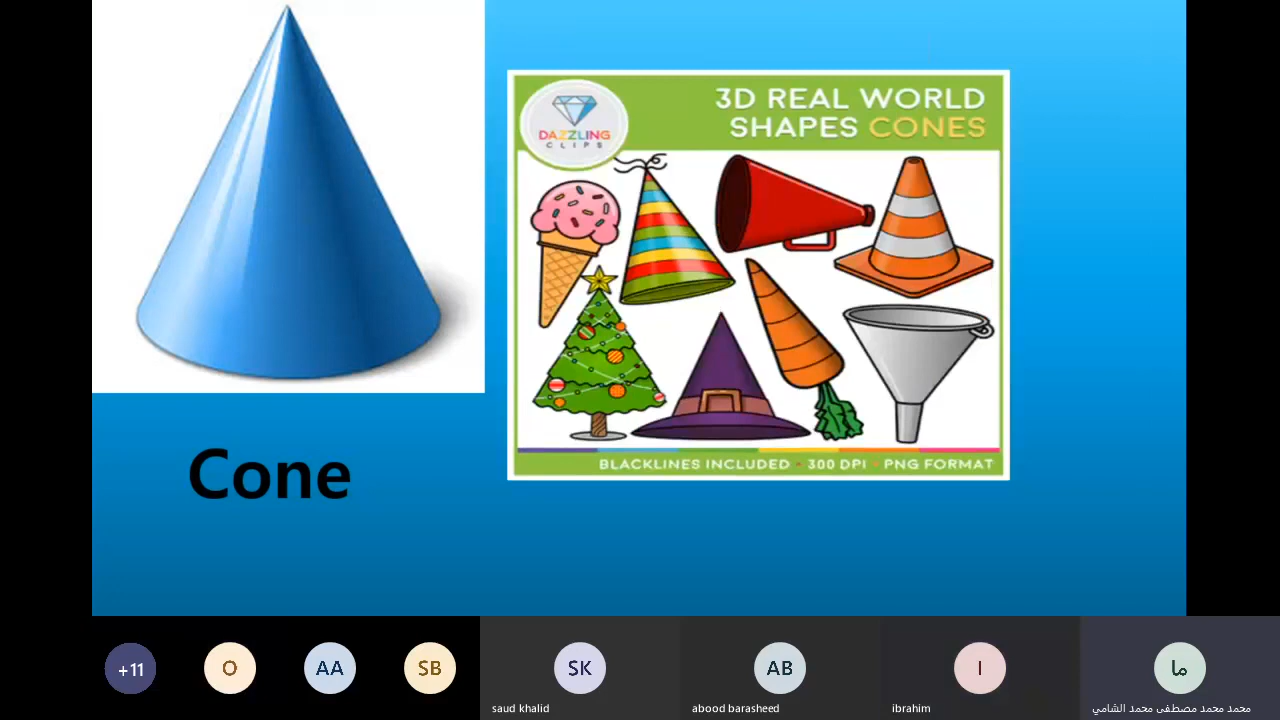 DAZZLING
CLIPS
3D REAL WORLD
SHAPES CONES
BLACKLINES INCLUDED • 300 DPI • PNG FORMAT
Cone
+11
O
AA
SB
SK
saud khalid
AB
abood barasheed
I
ibrahim
ما
محمد محمد مصطفى محمد الشامي